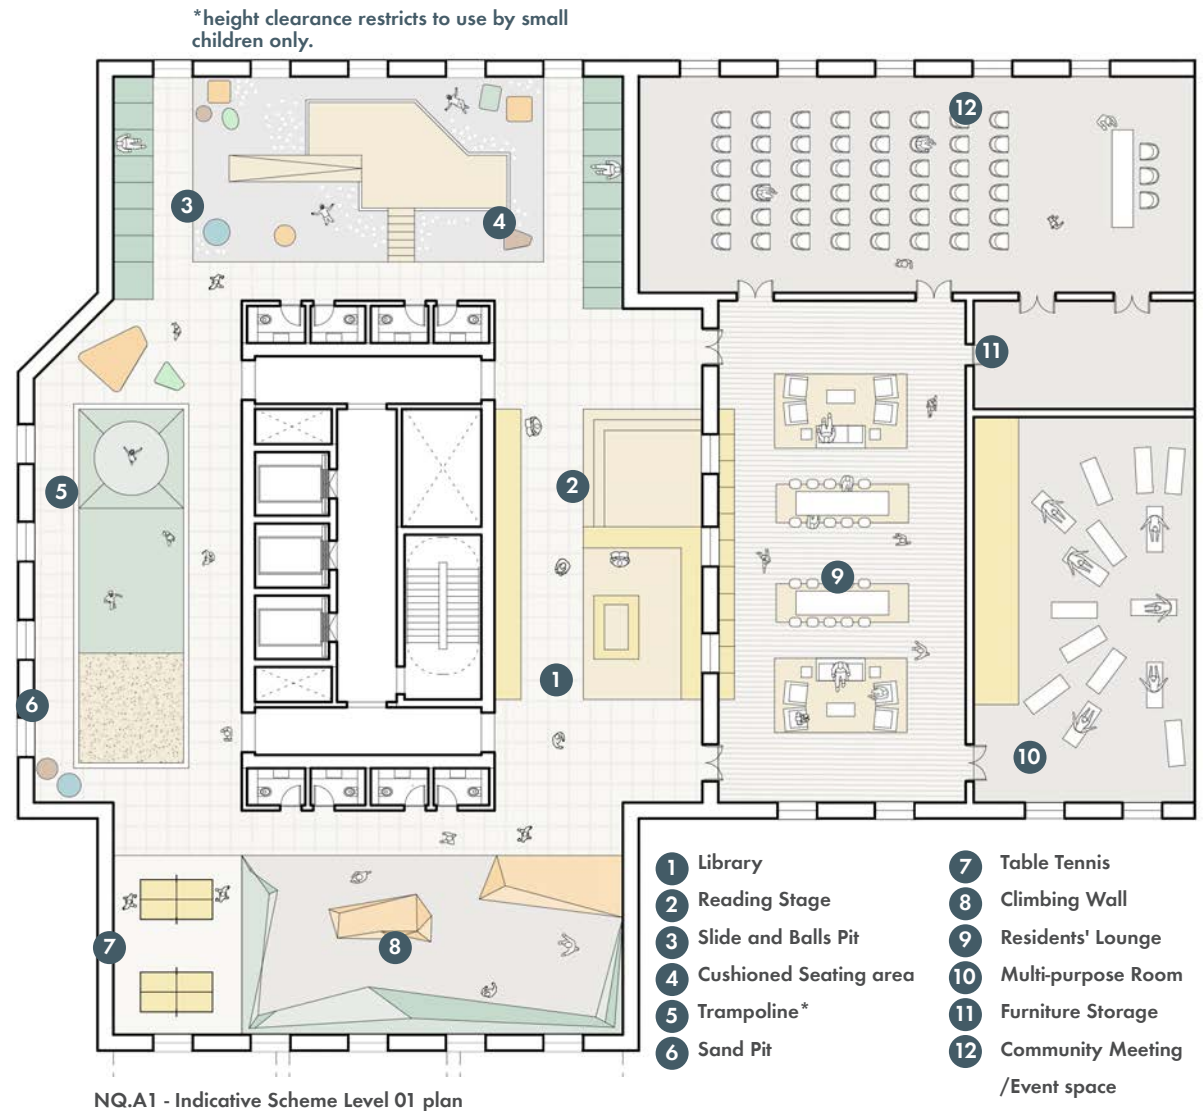 *height clearance restricts to use by small
children only.
12
3
4
11
5
2
9
1
6
10
7
8
1 Library
2 Reading Stage
3 Slide and Balls Pit
4 Cushioned Seating area
5 Trampoline*
6 Sand Pit
7 Table Tennis
8 Climbing Wall
9 Residents' Lounge
10 Multi-purpose Room
11 Furniture Storage
12 Community Meeting
/Event space
NQ.A1 - Indicative Scheme Level 01 plan